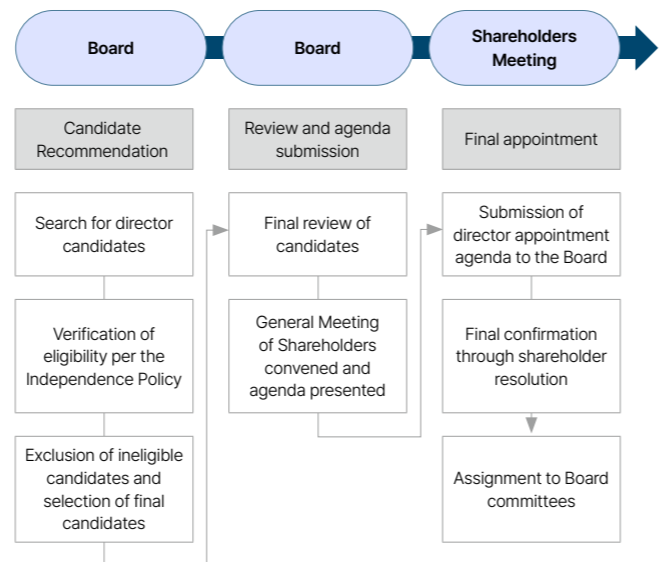 Board
Board
Shareholders
Meeting
Candidate
Recommendation
Review and agenda
submission
Final appointment
Search for director
candidates
Verification of
eligibility per the
Independence Policy
Exclusion of ineligible
candidates and
selection of final
candidates
Final review of
candidates
General Meeting
of Shareholders
convened and
agenda presented
Submission of
director appointment
agenda to the Board
Final confirmation
through shareholder
resolution
Assignment to Board
committees